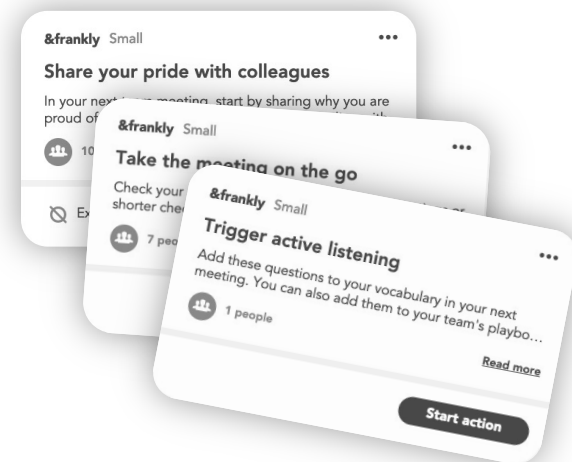 &frankly Small
Share your pride with colleagues
In your next meeting, start by sharing why you are
proud of
10
&frankly Small
Take the meeting on the go
Check your
shorter
7
&frankly Small
Trigger active listening
Add these questions to your vocabulary in your next
meeting. You can also add them to your team's playbo...
1 people
Read more
Start action